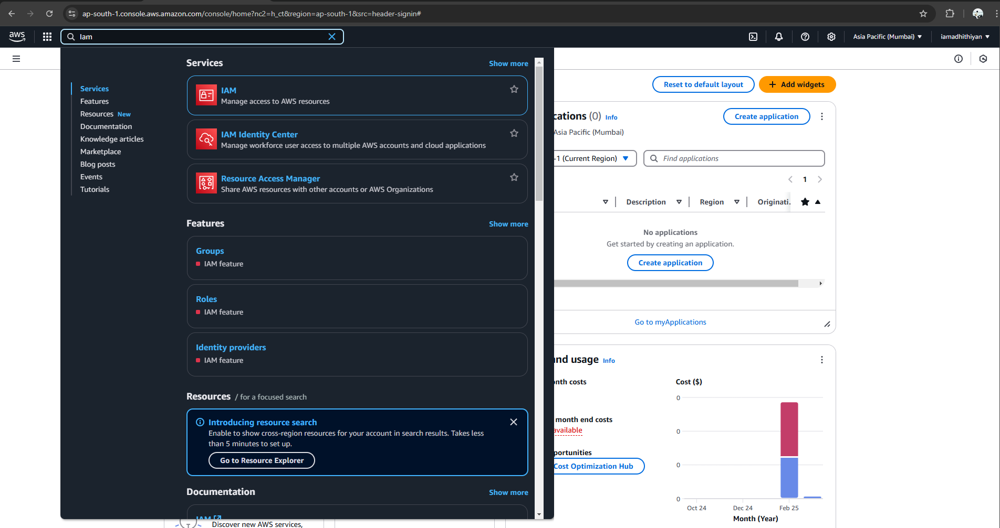 ap-south-1.console.aws.amazon.com/console/home?nc2=h_ct&region=ap-south-1&src=header-signin#
aws
Iam
Asia Pacific (Mumbai)
iamadhithiyan
Services
Features
Resources New
Documentation
Knowledge articles
Marketplace
Blog posts
Events
Tutorials
Services
Show more
IAM
Manage access to AWS resources
IAM Identity Center
Manage workforce user access to multiple AWS accounts and cloud applications
Resource Access Manager
Share AWS resources with other accounts or AWS Organizations
Features
Show more
Groups
IAM feature
Roles
IAM feature
Identity providers
IAM feature
Resources / for a focused search
Introducing resource search
Enable to show cross-region resources for your account in search results. Takes less
than 5 minutes to set up.
Go to Resource Explorer
Documentation
Show more
IAM
Discover new AWS services,
Reset to default layout
+ Add widgets
cations (0) Info
Create application
Asia Pacific (Mumbai)
-1 (Current Region)
Find applications
1
Description
Region
Originati.
No applications
Get started by creating an application.
Create application
Go to myApplications
and usage Info
onth costs
month end costs
available
portunities
Cost Optimization Hub
Cost ($)
0
0
0
0
Oct 24
Dec 24
Feb 25
Month (Year)